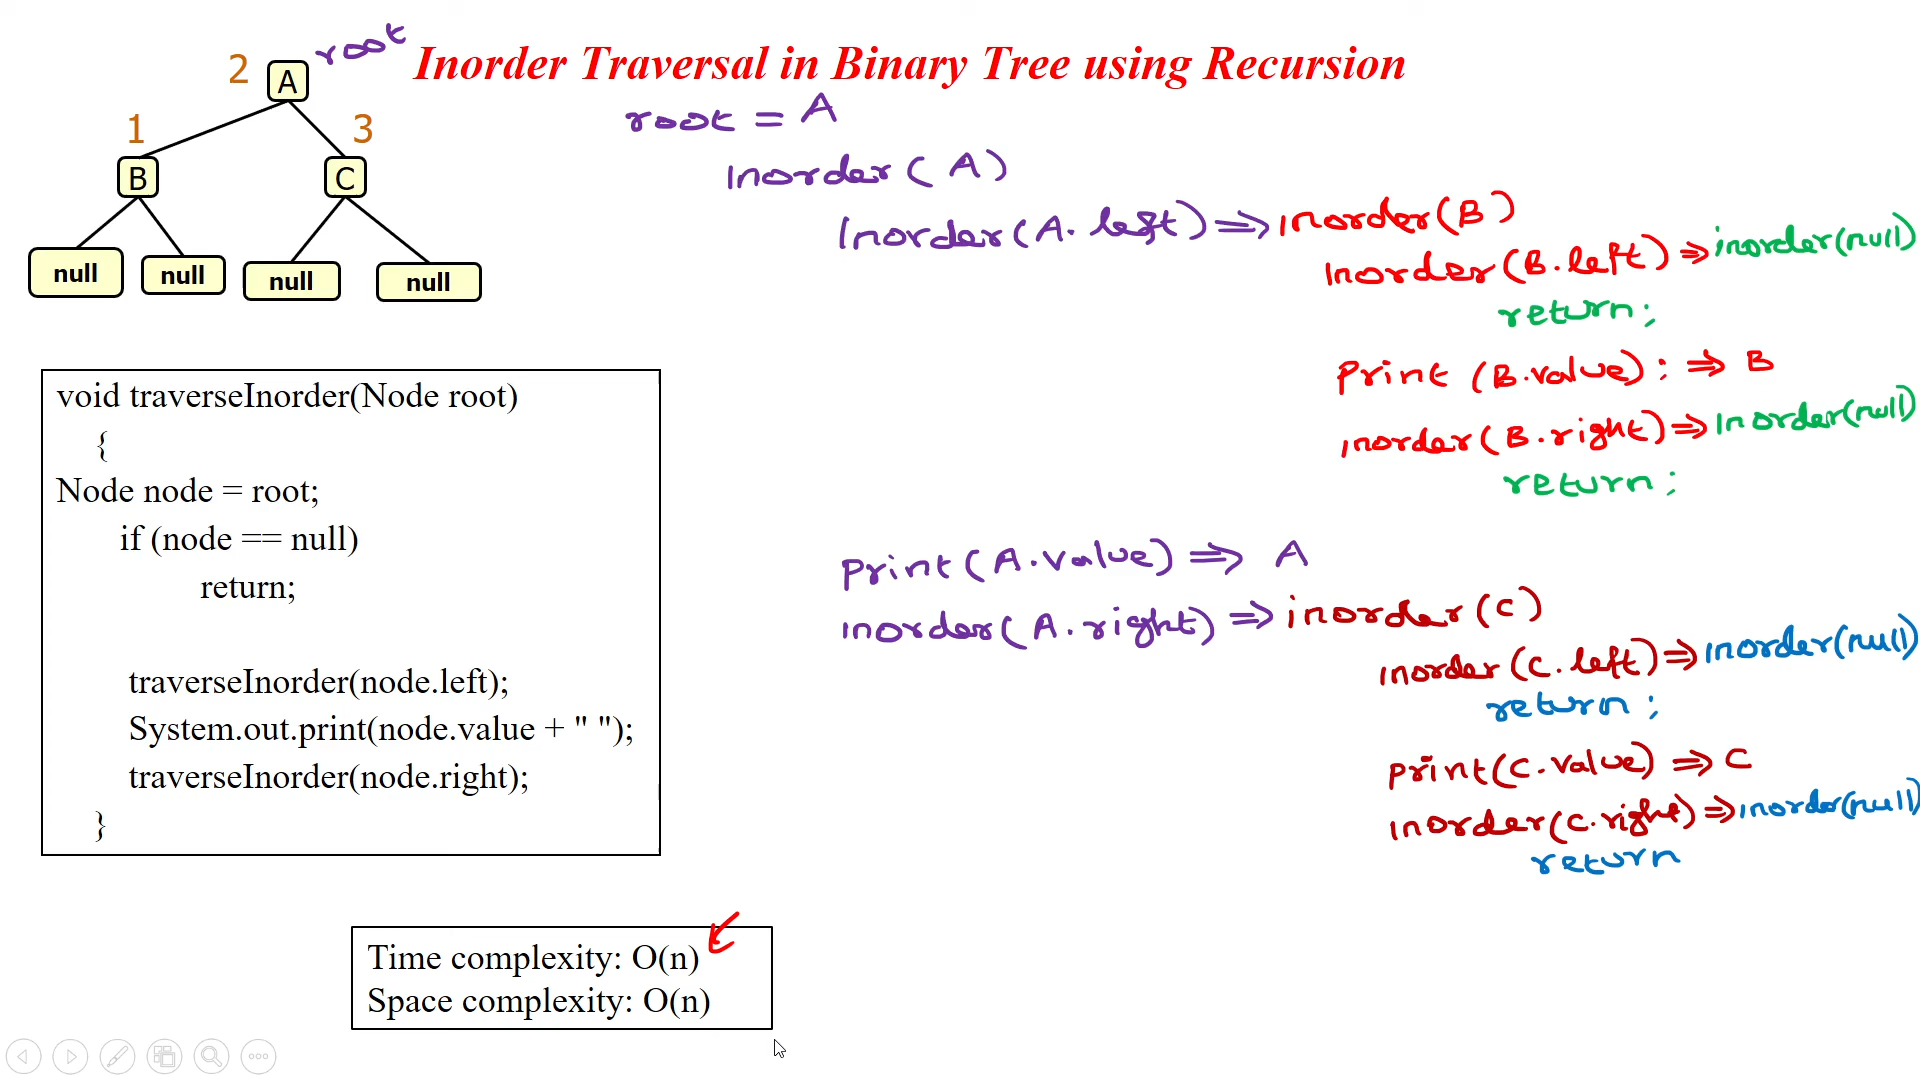 root
Inorder Traversal in Binary Tree using Recursion
2
A
1
3
B
C
null
null
null
null
root = A
Inorder (A)
Inorder (A.left) ⇒ Inorder (B)
Inorder (B.left) ⇒ inorder(null)
return;
Print (B.value); ⇒ B
inorder (B.right) ⇒ Inorder(null)
return;
Print (A.value) ⇒ A
inorder (A.right) ⇒ inorder (C)
inorder (C.left) ⇒ inorder(null)
return;
Print (C.value) ⇒ C
inorder (C.right) ⇒ inorder(null)
return
void traverseInorder(Node root)
{
Node node = root;
if (node == null)
return;
traverseInorder(node.left);
System.out.print(node.value + " ");
traverseInorder(node.right);
}
Time complexity: O(n)
Space complexity: O(n)